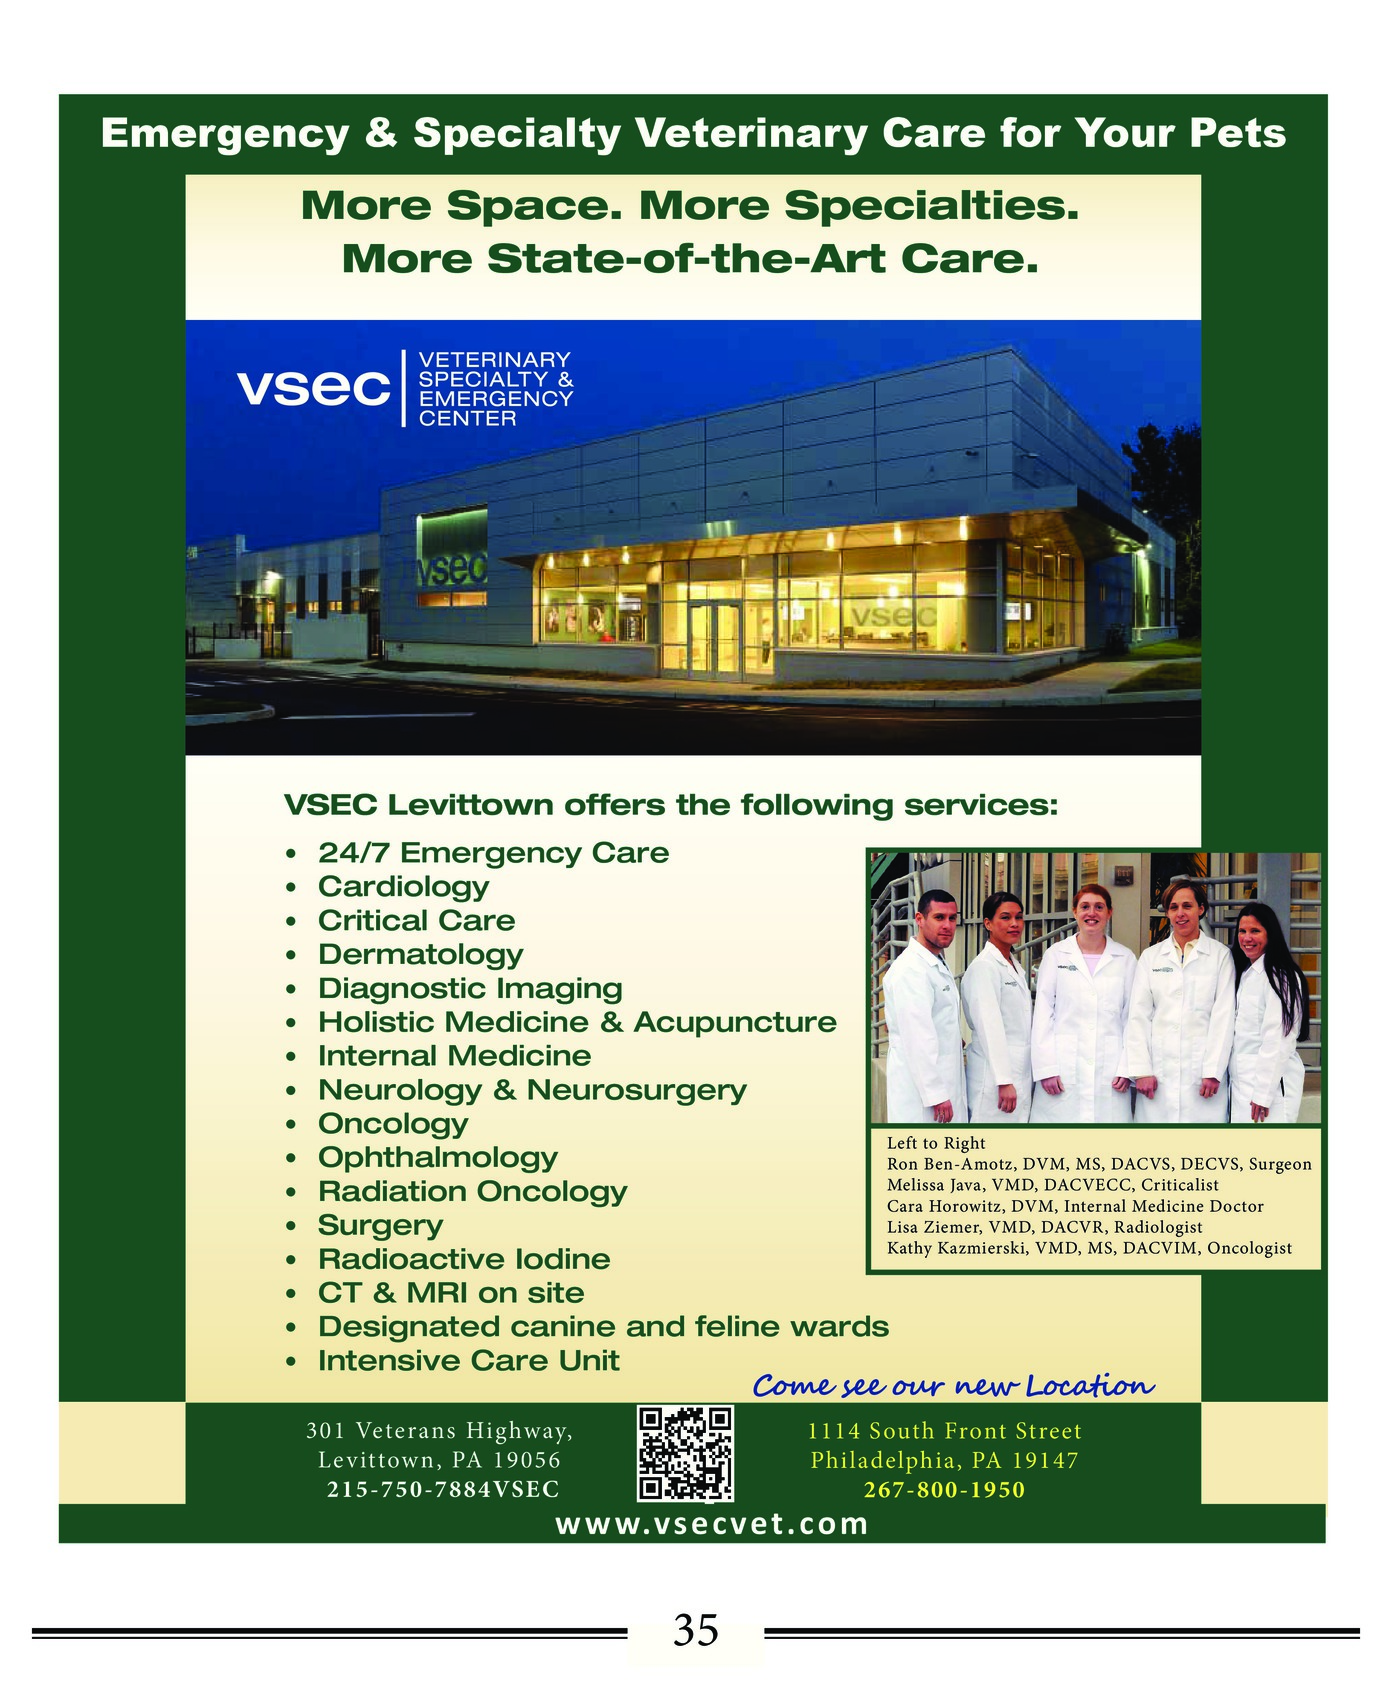 Emergency & Specialty Veterinary Care for Your Pets
More Space. More Specialties.
More State-of-the-Art Care.
vsec
VETERINARY
SPECIALTY &
EMERGENCY
CENTER
vsec
vsec
VSEC Levittown offers the following services:
• 24/7 Emergency Care
• Cardiology
• Critical Care
• Dermatology
• Diagnostic Imaging
• Holistic Medicine & Acupuncture
• Internal Medicine
• Neurology & Neurosurgery
• Oncology
• Ophthalmology
• Radiation Oncology
• Surgery
• Radioactive Iodine
• CT & MRI on site
• Designated canine and feline wards
• Intensive Care Unit
Left to Right
Ron Ben-Amotz, DVM, MS, DACVS, DECVS, Surgeon
Melissa Java, VMD, DACVECC, Criticalist
Cara Horowitz, DVM, Internal Medicine Doctor
Lisa Ziemer, VMD, DACVR, Radiologist
Kathy Kazmierski, VMD, MS, DACVIM, Oncologist
Come see our new Location
301 Veterans Highway,
Levittown, PA 19056
215-750-7884VSEC
1114 South Front Street
Philadelphia, PA 19147
267-800-1950
www.vsecvet.com
35